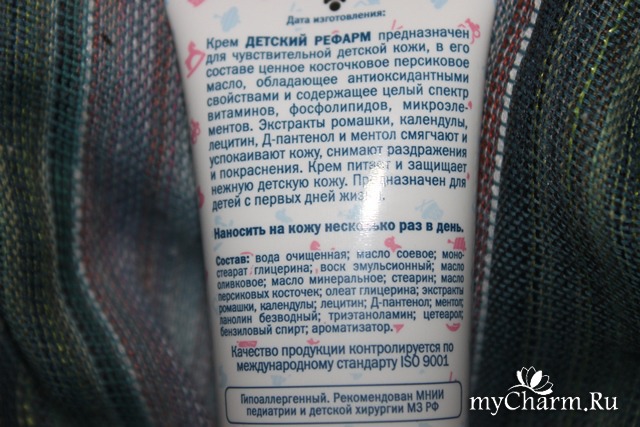 Дата изготовления:
Крем ДЕТСКИЙ РЕФАРМ предназначен
для чувствительной детской кожи, в его
составе ценное косточковое персиковое
масло, обладающее антиоксидантными
свойствами и содержащее целый спектр
витаминов, фосфолипидов, микроэле-
ментов. Экстракты ромашки, календулы,
лецитин, Д-пантенол и ментол смягчают и
успокаивают кожу, снимают раздражения
и покраснения. Крем питает и защищает
нежную детскую кожу. Предназначен для
детей с первых дней жизни.
Наносить на кожу несколько раз в день.
Состав: вода очищенная; масло соевое; моно-
стеарат глицерина; воск эмульсионный; масло
оливковое; масло минеральное; стеарин; масло
персиковых косточек; олеат глицерина; экстракты
ромашки, календулы; лецитин; Д-пантенол; ментол;
ланолин безводный; триэтаноламин; цетеарол;
бензиловый спирт; ароматизатор.
Качество продукции контролируется по
международному стандарту ISO 9001
Гипоаллергенный. Рекомендован МНИИ
педиатрии и детской хирургии МЗ РФ
myCharm.Ru